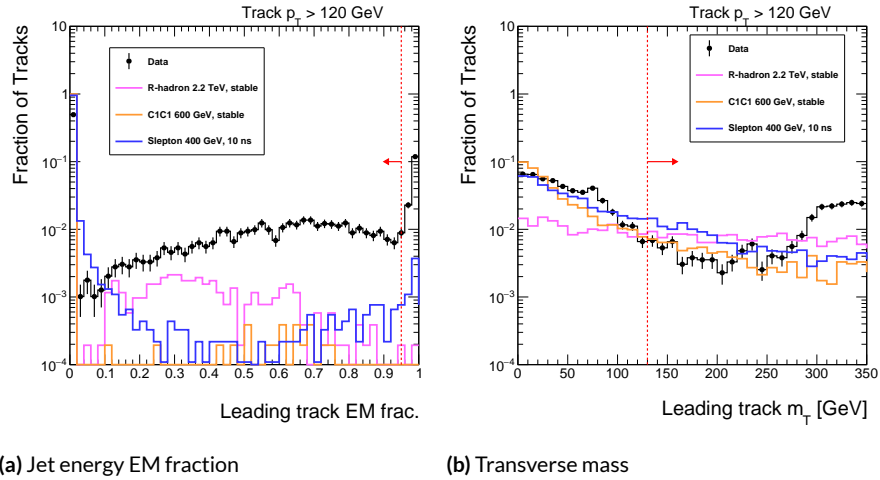 Track p_T > 120 GeV
Fraction of Tracks
10
1
10^-1
10^-2
10^-3
10^-4
Data
R-hadron 2.2 TeV, stable
C1C1 600 GeV, stable
Slepton 400 GeV, 10 ns
0 0.1 0.2 0.3 0.4 0.5 0.6 0.7 0.8 0.9 1
Leading track EM frac.
(a) Jet energy EM fraction
Track p_T > 120 GeV
Fraction of Tracks
10
1
10^-1
10^-2
10^-3
10^-4
Data
R-hadron 2.2 TeV, stable
C1C1 600 GeV, stable
Slepton 400 GeV, 10 ns
0 50 100 150 200 250 300 350
Leading track m_T [GeV]
(b) Transverse mass